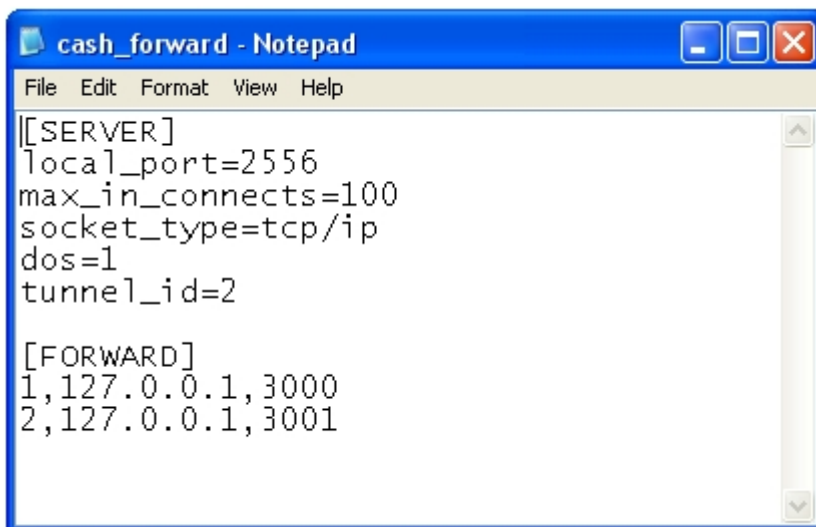 cash_forward - Notepad
File Edit Format View Help
[SERVER]
local_port=2556
max_in_connects=100
socket_type=tcp/ip
dos=1
tunnel_id=2
[FORWARD]
1,127.0.0.1,3000
2,127.0.0.1,3001